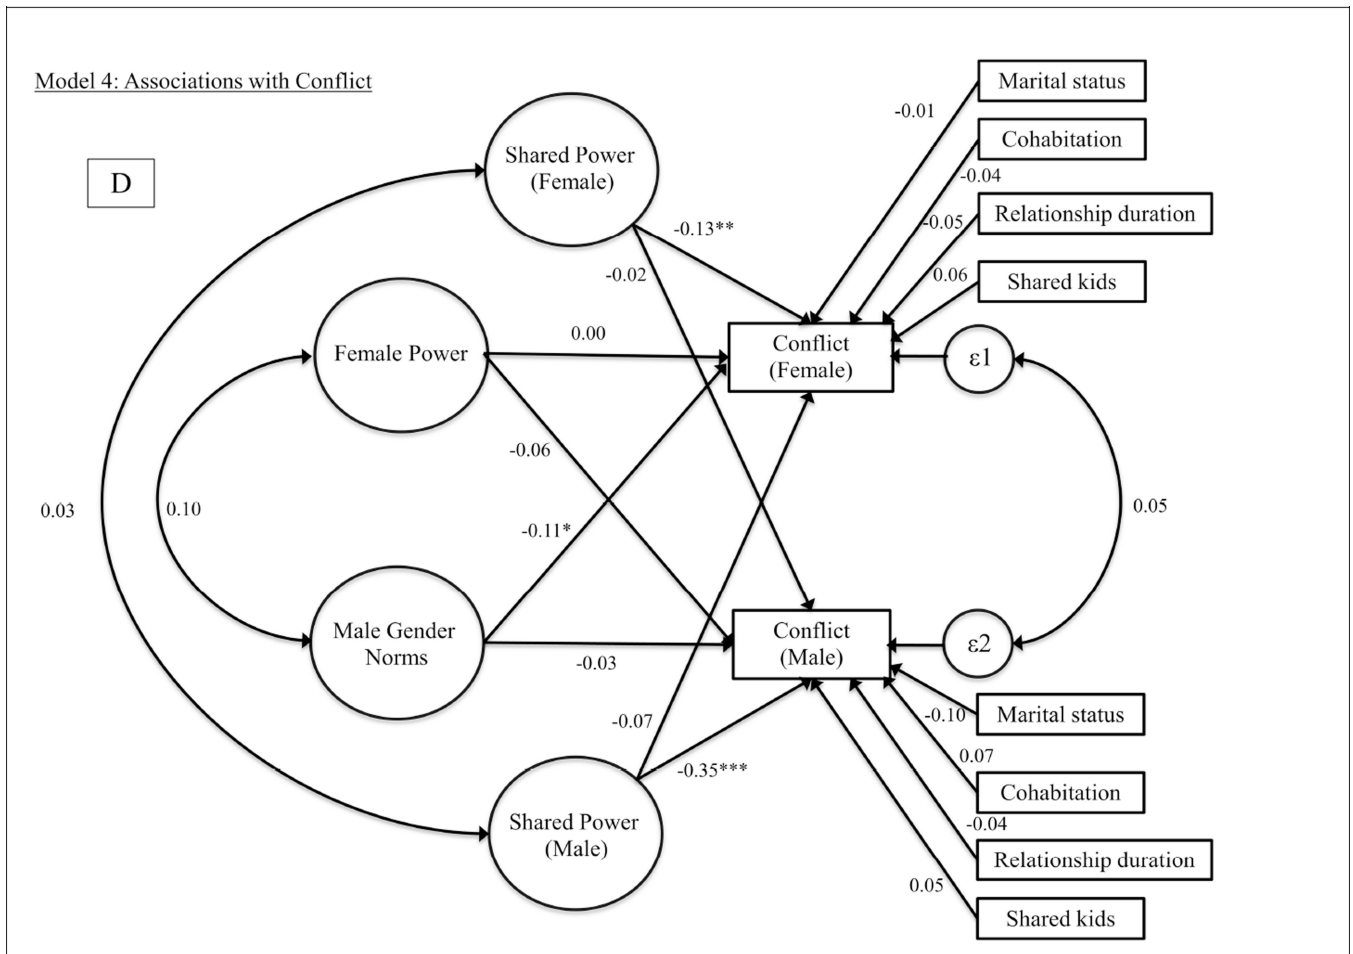 Model 4: Associations with Conflict
D
Shared Power
(Female)
Female Power
Male Gender
Norms
Shared Power
(Male)
0.03
0.10
-0.13**
-0.02
0.00
-0.06
-0.11*
-0.03
-0.07
-0.35***
Conflict
(Female)
Conflict
(Male)
Marital status
-0.01
Cohabitation
-0.04
Relationship duration
-0.05
Shared kids
0.06
ε1
0.05
ε2
Marital status
-0.10
Cohabitation
0.07
Relationship duration
-0.04
Shared kids
0.05